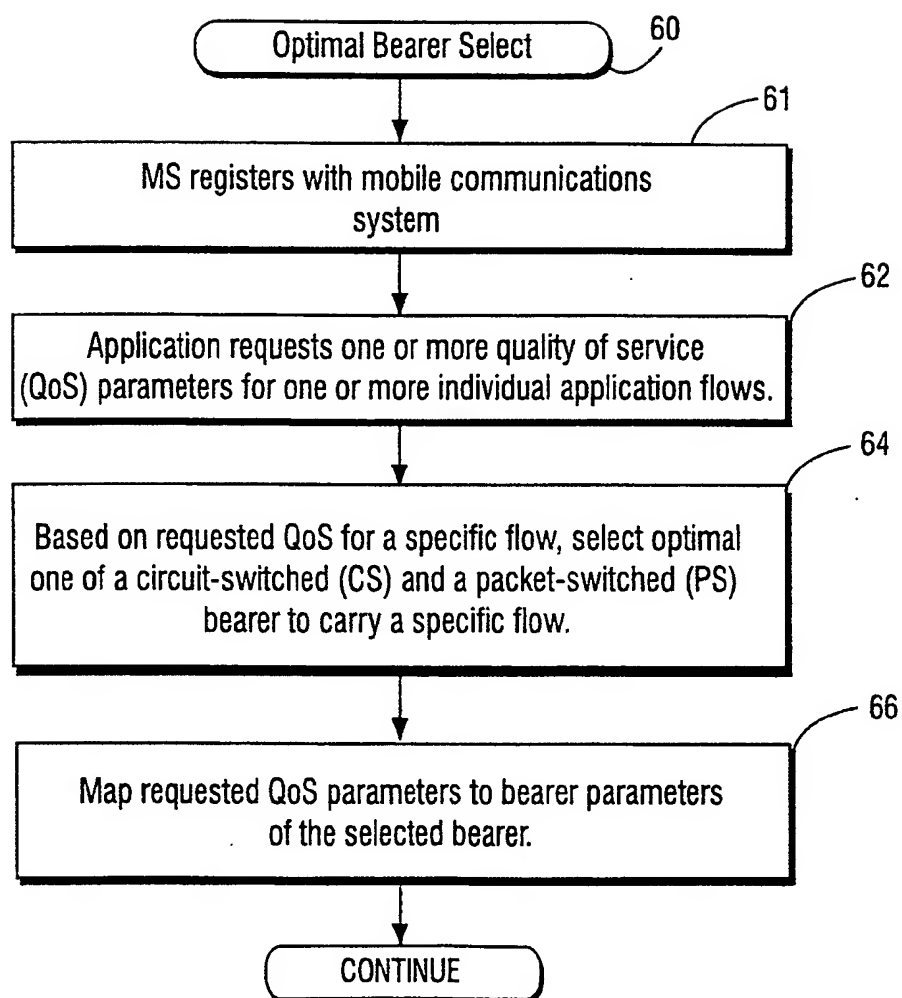 Optimal Bearer Select
60
61
MS registers with mobile communications
system
62
Application requests one or more quality of service
(QoS) parameters for one or more individual application flows.
64
Based on requested QoS for a specific flow, select optimal
one of a circuit-switched (CS) and a packet-switched (PS)
bearer to carry a specific flow.
66
Map requested QoS parameters to bearer parameters
of the selected bearer.
CONTINUE